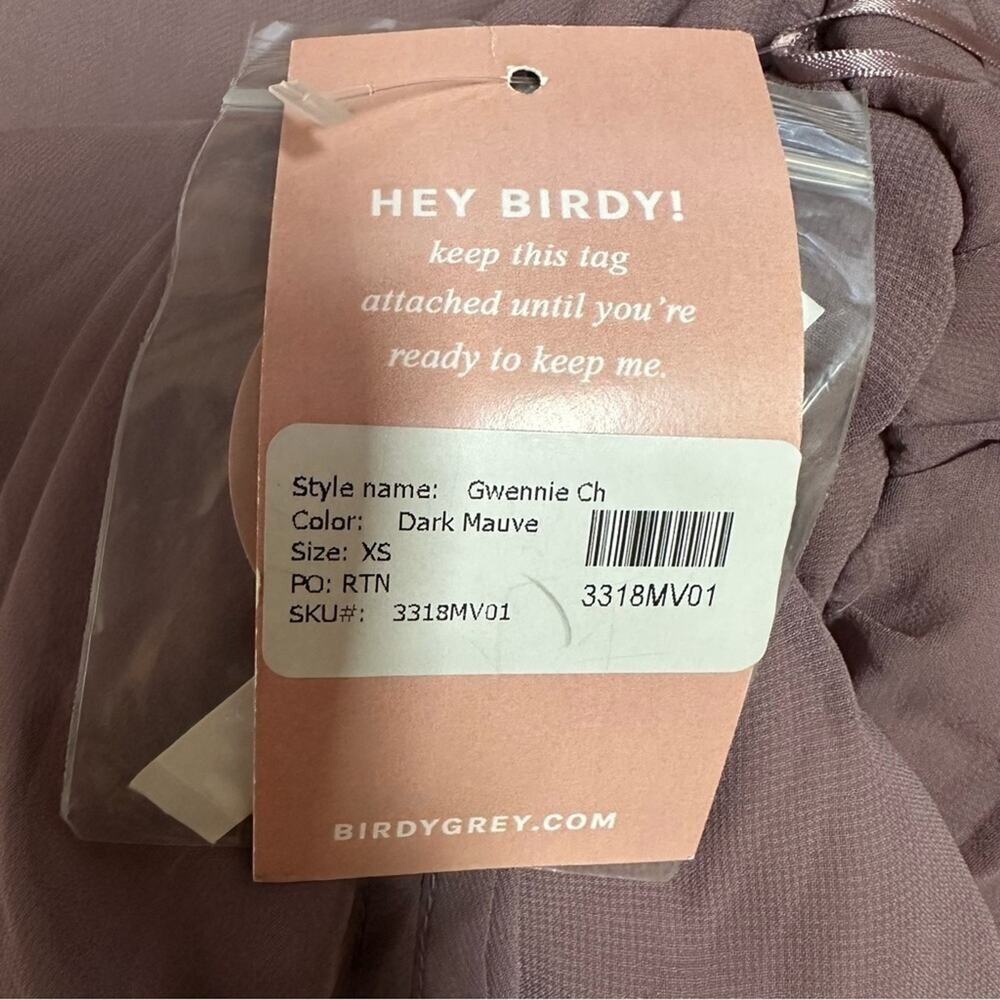 HEY BIRDY!
keep this tag
attached until you're
ready to keep me.
Style name: Gwennie Ch
Color: Dark Mauve
Size: XS
PO: RTN
SKU#: 3318MV01
3318MV01
BIRDYGREY.COM